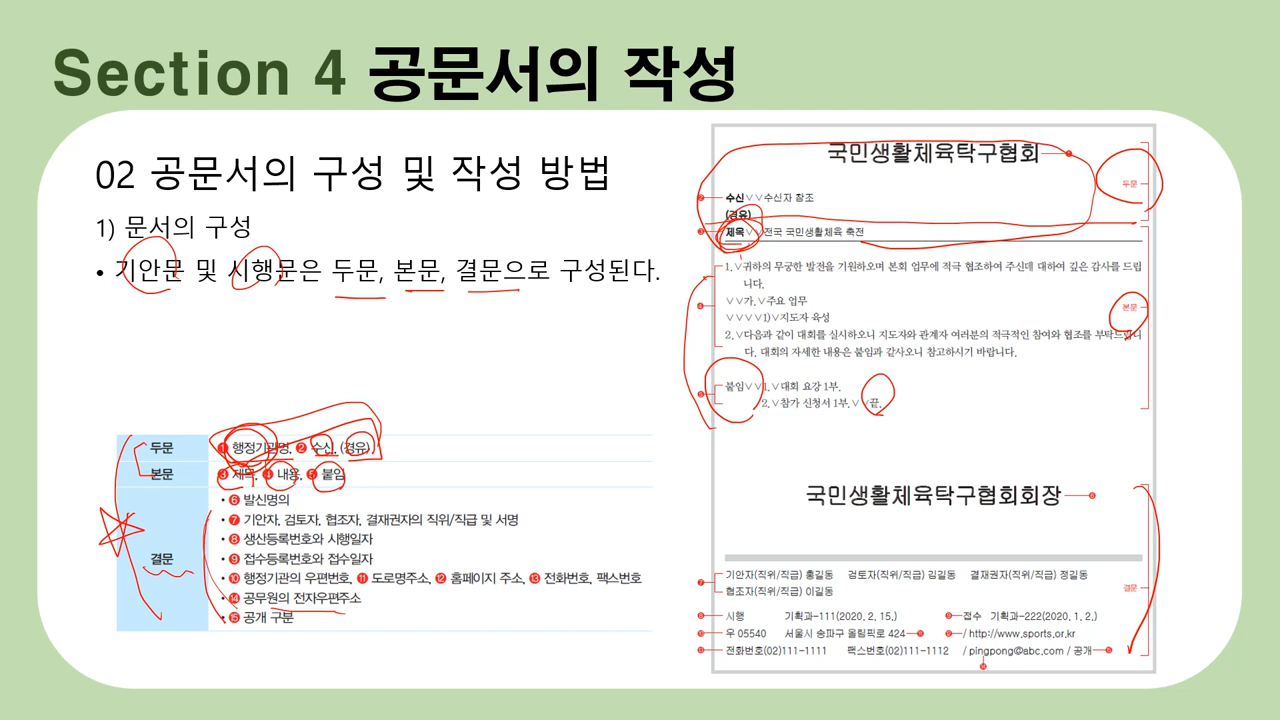 Section 4 공문서의 작성
02 공문서의 구성 및 작성 방법
1) 문서의 구성
• 기안문 및 시행문은 두문, 본문, 결문으로 구성된다.
두문
❶ 행정기관명, ❷ 수신, (경유)
본문
❸ 제목, ❹ 내용, ❺ 붙임
결문
• ❻ 발신명의
• ❼ 기안자, 검토자, 협조자, 결재권자의 직위/직급 및 서명
• ❽ 생산등록번호와 시행일자
• ❾ 접수등록번호와 접수일자
• ❿ 행정기관의 우편번호, ⓫ 도로명주소, ⓬ 홈페이지 주소, ⓭ 전화번호, 팩스번호
• ⓮ 공무원의 전자우편주소
• ⓯ 공개 구분
국민생활체육탁구협회 ❶
두문
❷ 수신∨∨수신자 참조
(경유)
❸ 제목∨∨전국 국민생활체육 축전
1.∨귀하의 무궁한 발전을 기원하오며 본회 업무에 적극 협조하여 주신데 대하여 깊은 감사를 드립
니다.
∨∨가.∨주요 업무
❹
본문
∨∨∨∨1)∨지도자 육성
2.∨다음과 같이 대회를 실시하오니 지도자와 관계자 여러분의 적극적인 참여와 협조를 부탁드립니
다. 대회의 자세한 내용은 붙임과 같사오니 참고하시기 바랍니다.
❺ 붙임∨∨1.∨대회 요강 1부.
2.∨참가 신청서 1부.∨∨끝.
국민생활체육탁구협회회장 ❻
❼ 기안자(직위/직급) 홍길동 검토자(직위/직급) 김길동 결재권자(직위/직급) 정길동
협조자(직위/직급) 이길동
결문
❽ 시행 기획과-111(2020. 2. 15.) ❾ 접수 기획과-222(2020. 1. 2.)
❿ 우 05540 서울시 송파구 올림픽로 424 ⓫ ⓬ / http://www.sports.or.kr
⓭ 전화번호(02)111-1111 팩스번호(02)111-1112 / pingpong@abc.com / 공개 ⓯
⓮